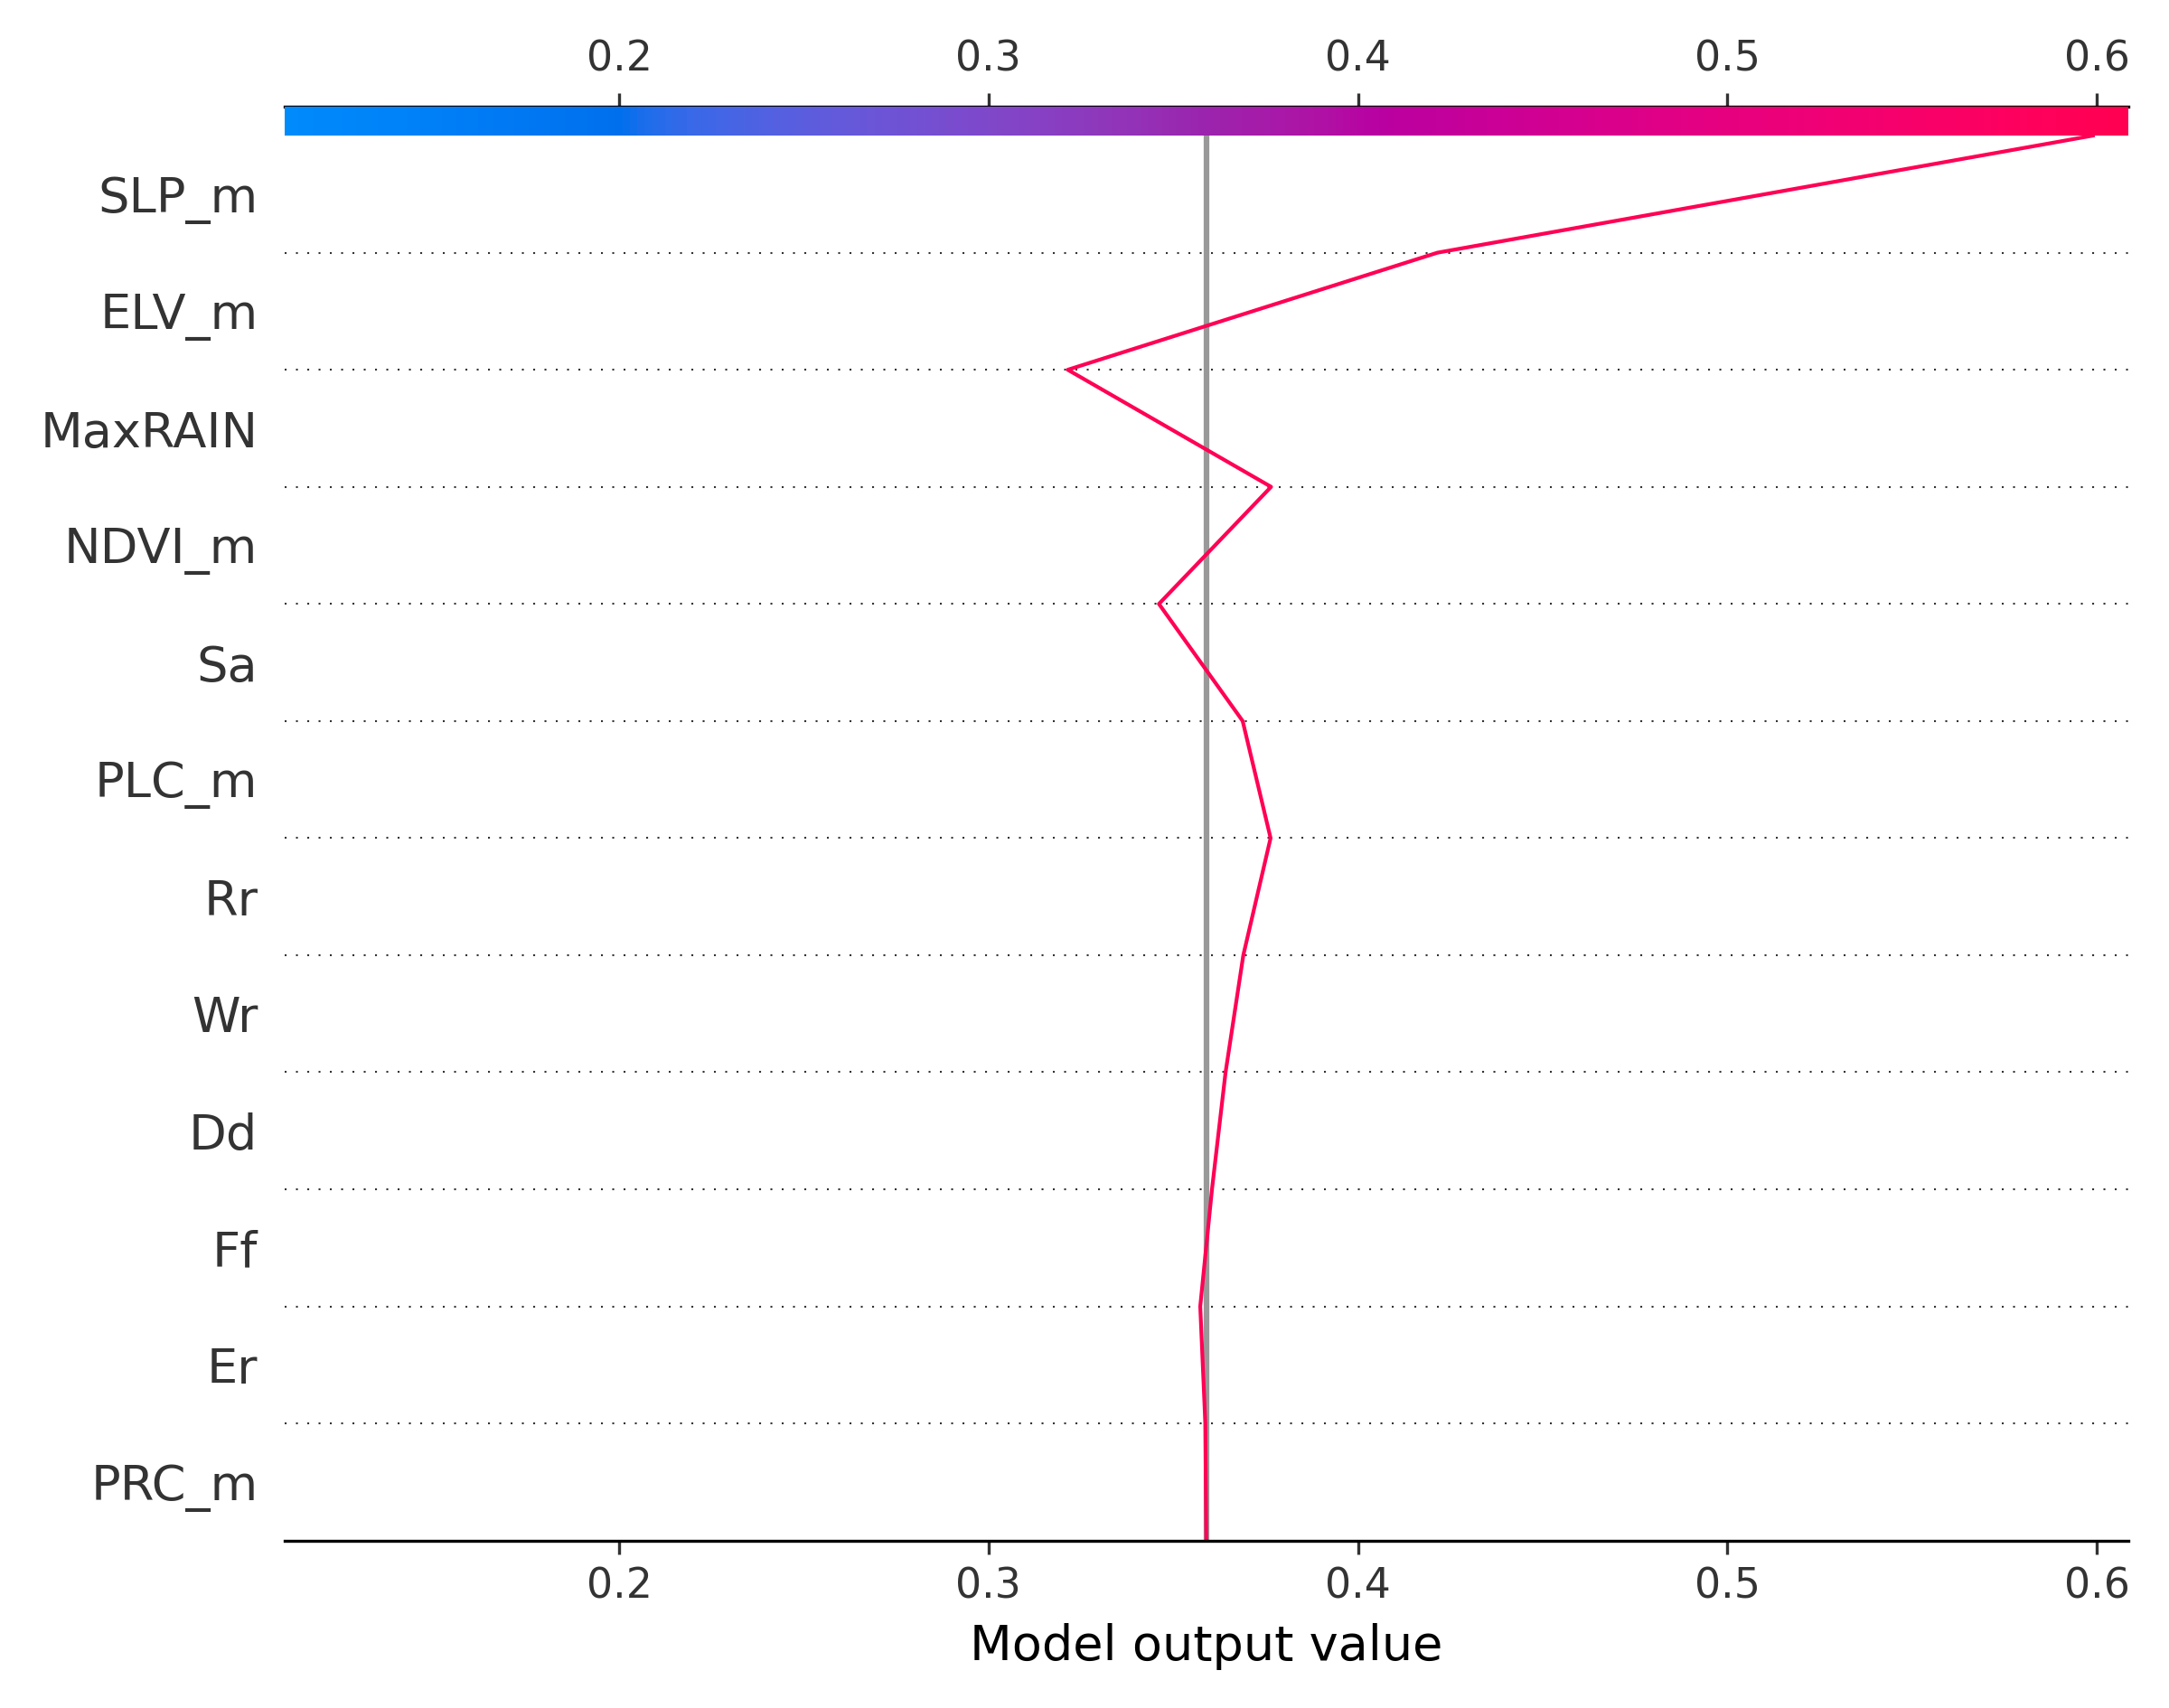 0.2 0.3 0.4 0.5 0.6
SLP_m
ELV_m
MaxRAIN
NDVI_m
Sa
PLC_m
Rr
Wr
Dd
Ff
Er
PRC_m
0.2 0.3 0.4 0.5 0.6
Model output value